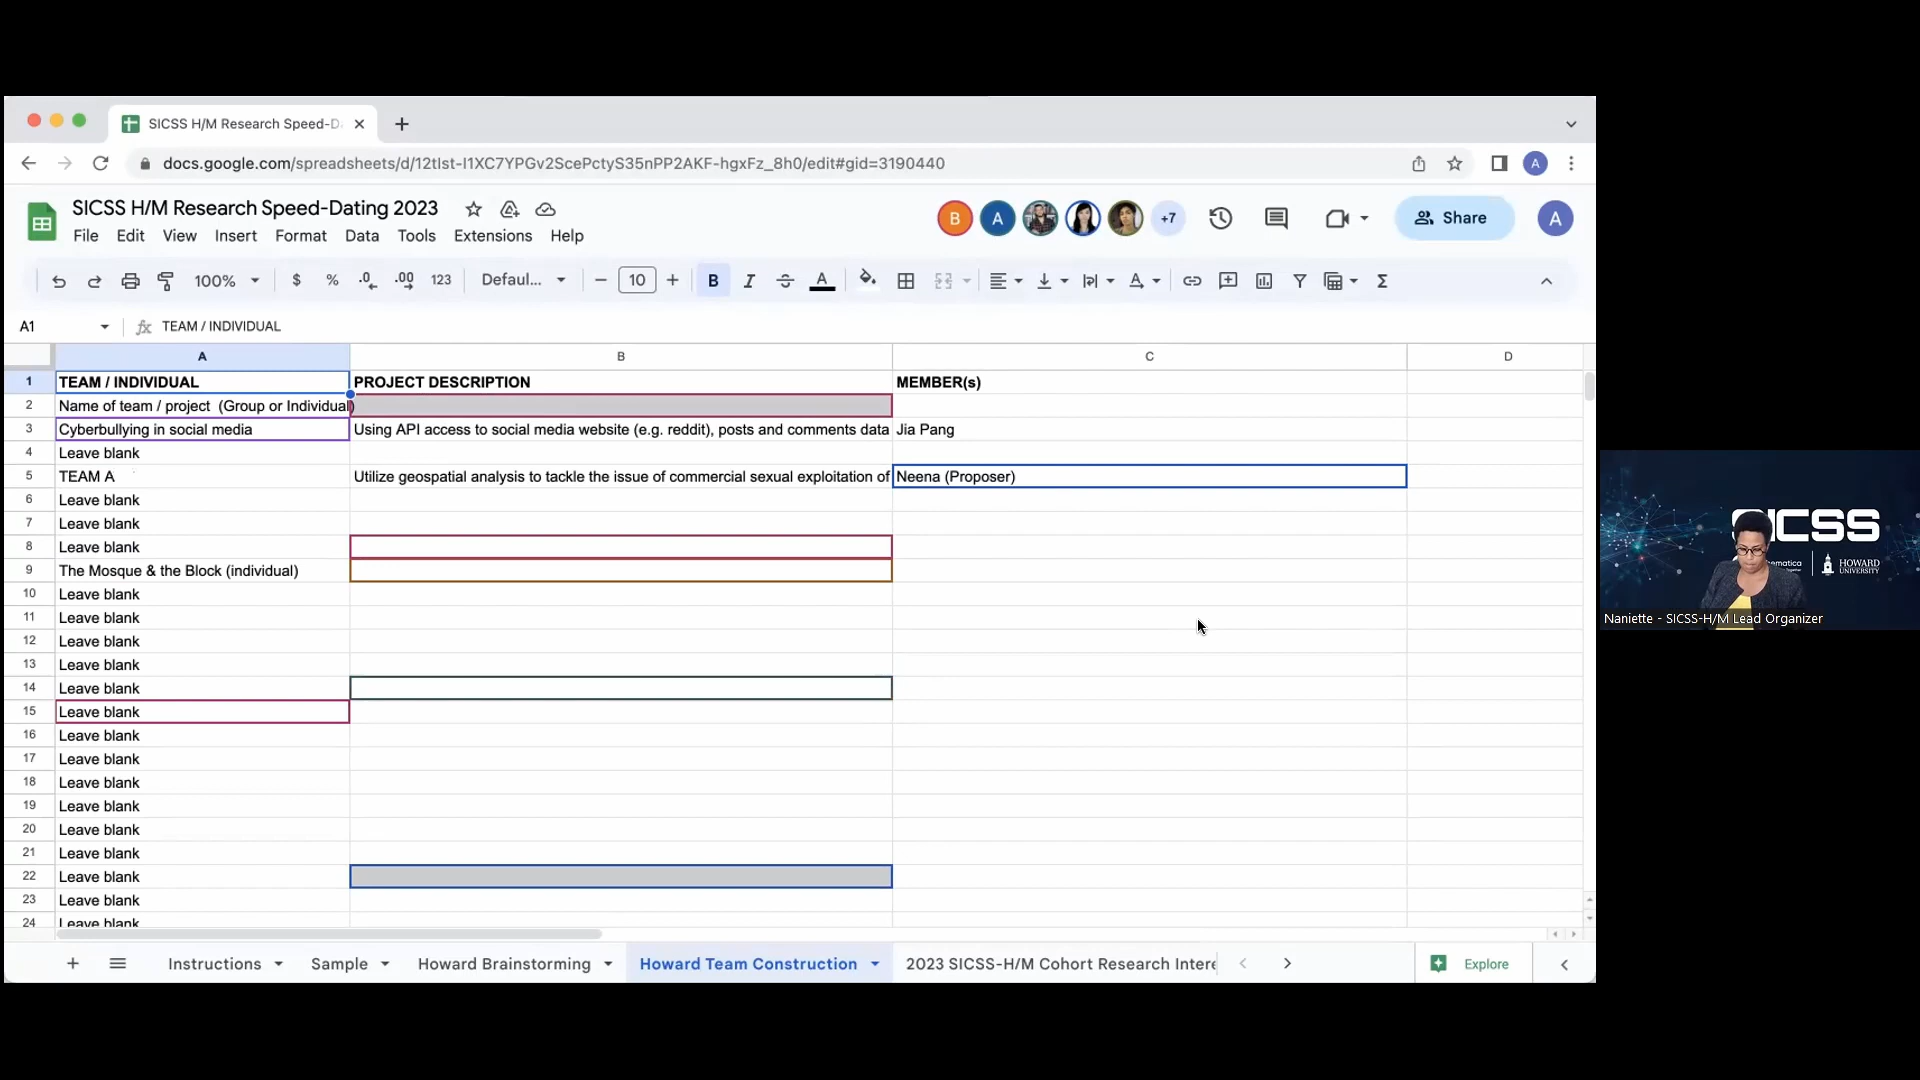 SICSS H/M Research Speed-D
docs.google.com/spreadsheets/d/12tIst-I1XC7YPGv2ScePctyS35nPP2AKF-hgxFz_8h0/edit#gid=3190440
A
SICSS H/M Research Speed-Dating 2023
File Edit View Insert Format Data Tools Extensions Help
B A +7 Share A
100% $ % .0 .00 123 Defaul... 10 B I S A
A1 fx TEAM / INDIVIDUAL
A B C D
1 TEAM / INDIVIDUAL PROJECT DESCRIPTION MEMBER(s)
2 Name of team / project (Group or Individual)
3 Cyberbullying in social media Using API access to social media website (e.g. reddit), posts and comments data Jia Pang
4 Leave blank
5 TEAM A Utilize geospatial analysis to tackle the issue of commercial sexual exploitation of Neena (Proposer)
6 Leave blank
7 Leave blank
8 Leave blank
9 The Mosque & the Block (individual)
10 Leave blank
11 Leave blank
12 Leave blank
13 Leave blank
14 Leave blank
15 Leave blank
16 Leave blank
17 Leave blank
18 Leave blank
19 Leave blank
20 Leave blank
21 Leave blank
22 Leave blank
23 Leave blank
24 Leave blank
Instructions Sample Howard Brainstorming Howard Team Construction 2023 SICSS-H/M Cohort Research Intere Explore
SICSS
HOWARD
UNIVERSITY
Naniette - SICSS-H/M Lead Organizer